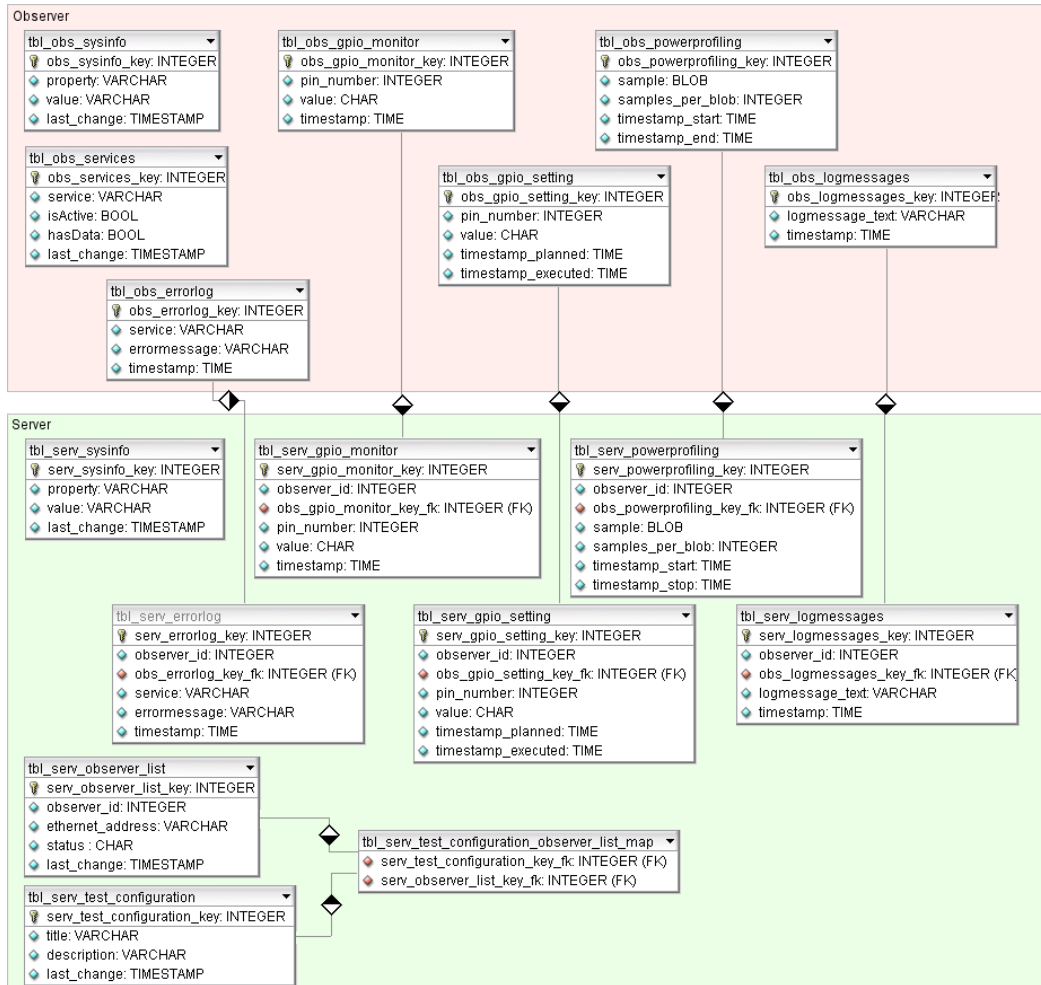 Observer
tbl_obs_sysinfo
obs_sysinfo_key: INTEGER
property: VARCHAR
value: VARCHAR
last_change: TIMESTAMP
tbl_obs_gpio_monitor
obs_gpio_monitor_key: INTEGER
pin_number: INTEGER
value: CHAR
timestamp: TIME
tbl_obs_powerprofiling
obs_powerprofiling_key: INTEGER
sample: BLOB
samples_per_blob: INTEGER
timestamp_start: TIME
timestamp_end: TIME
tbl_obs_services
obs_services_key: INTEGER
service: VARCHAR
isActive: BOOL
hasData: BOOL
last_change: TIMESTAMP
tbl_obs_gpio_setting
obs_gpio_setting_key: INTEGER
pin_number: INTEGER
value: CHAR
timestamp_planned: TIME
timestamp_executed: TIME
tbl_obs_logmessages
obs_logmessages_key: INTEGER
logmessage_text: VARCHAR
timestamp: TIME
tbl_obs_errorlog
obs_errorlog_key: INTEGER
service: VARCHAR
errormessage: VARCHAR
timestamp: TIME
Server
tbl_serv_sysinfo
serv_sysinfo_key: INTEGER
property: VARCHAR
value: VARCHAR
last_change: TIMESTAMP
tbl_serv_gpio_monitor
serv_gpio_monitor_key: INTEGER
observer_id: INTEGER
obs_gpio_monitor_key_fk: INTEGER (FK)
pin_number: INTEGER
value: CHAR
timestamp: TIME
tbl_serv_powerprofiling
serv_powerprofiling_key: INTEGER
observer_id: INTEGER
obs_powerprofiling_key_fk: INTEGER (FK)
sample: BLOB
samples_per_blob: INTEGER
timestamp_start: TIME
timestamp_stop: TIME
tbl_serv_errorlog
serv_errorlog_key: INTEGER
observer_id: INTEGER
obs_errorlog_key_fk: INTEGER (FK)
service: VARCHAR
errormessage: VARCHAR
timestamp: TIME
tbl_serv_gpio_setting
serv_gpio_setting_key: INTEGER
observer_id: INTEGER
obs_gpio_setting_key_fk: INTEGER (FK)
pin_number: INTEGER
value: CHAR
timestamp_planned: TIME
timestamp_executed: TIME
tbl_serv_logmessages
serv_logmessages_key: INTEGER
observer_id: INTEGER
obs_logmessages_key_fk: INTEGER (FK)
logmessage_text: VARCHAR
timestamp: TIME
tbl_serv_observer_list
serv_observer_list_key: INTEGER
observer_id: INTEGER
ethernet_address: VARCHAR
status : CHAR
last_change: TIMESTAMP
tbl_serv_test_configuration_observer_list_map
serv_test_configuration_key_fk: INTEGER (FK)
serv_observer_list_key_fk: INTEGER (FK)
tbl_serv_test_configuration
serv_test_configuration_key: INTEGER
title: VARCHAR
description: VARCHAR
last_change: TIMESTAMP